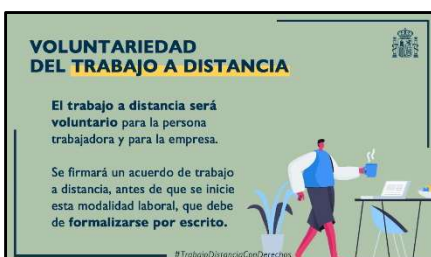 VOLUNTARIEDAD
DEL TRABAJO A DISTANCIA
El trabajo a distancia será
voluntario para la persona
trabajadora y para la empresa.
Se firmará un acuerdo de trabajo
a distancia, antes de que se inicie
esta modalidad laboral, que debe
de formalizarse por escrito.
#TrabajoDistanciaConDerechos